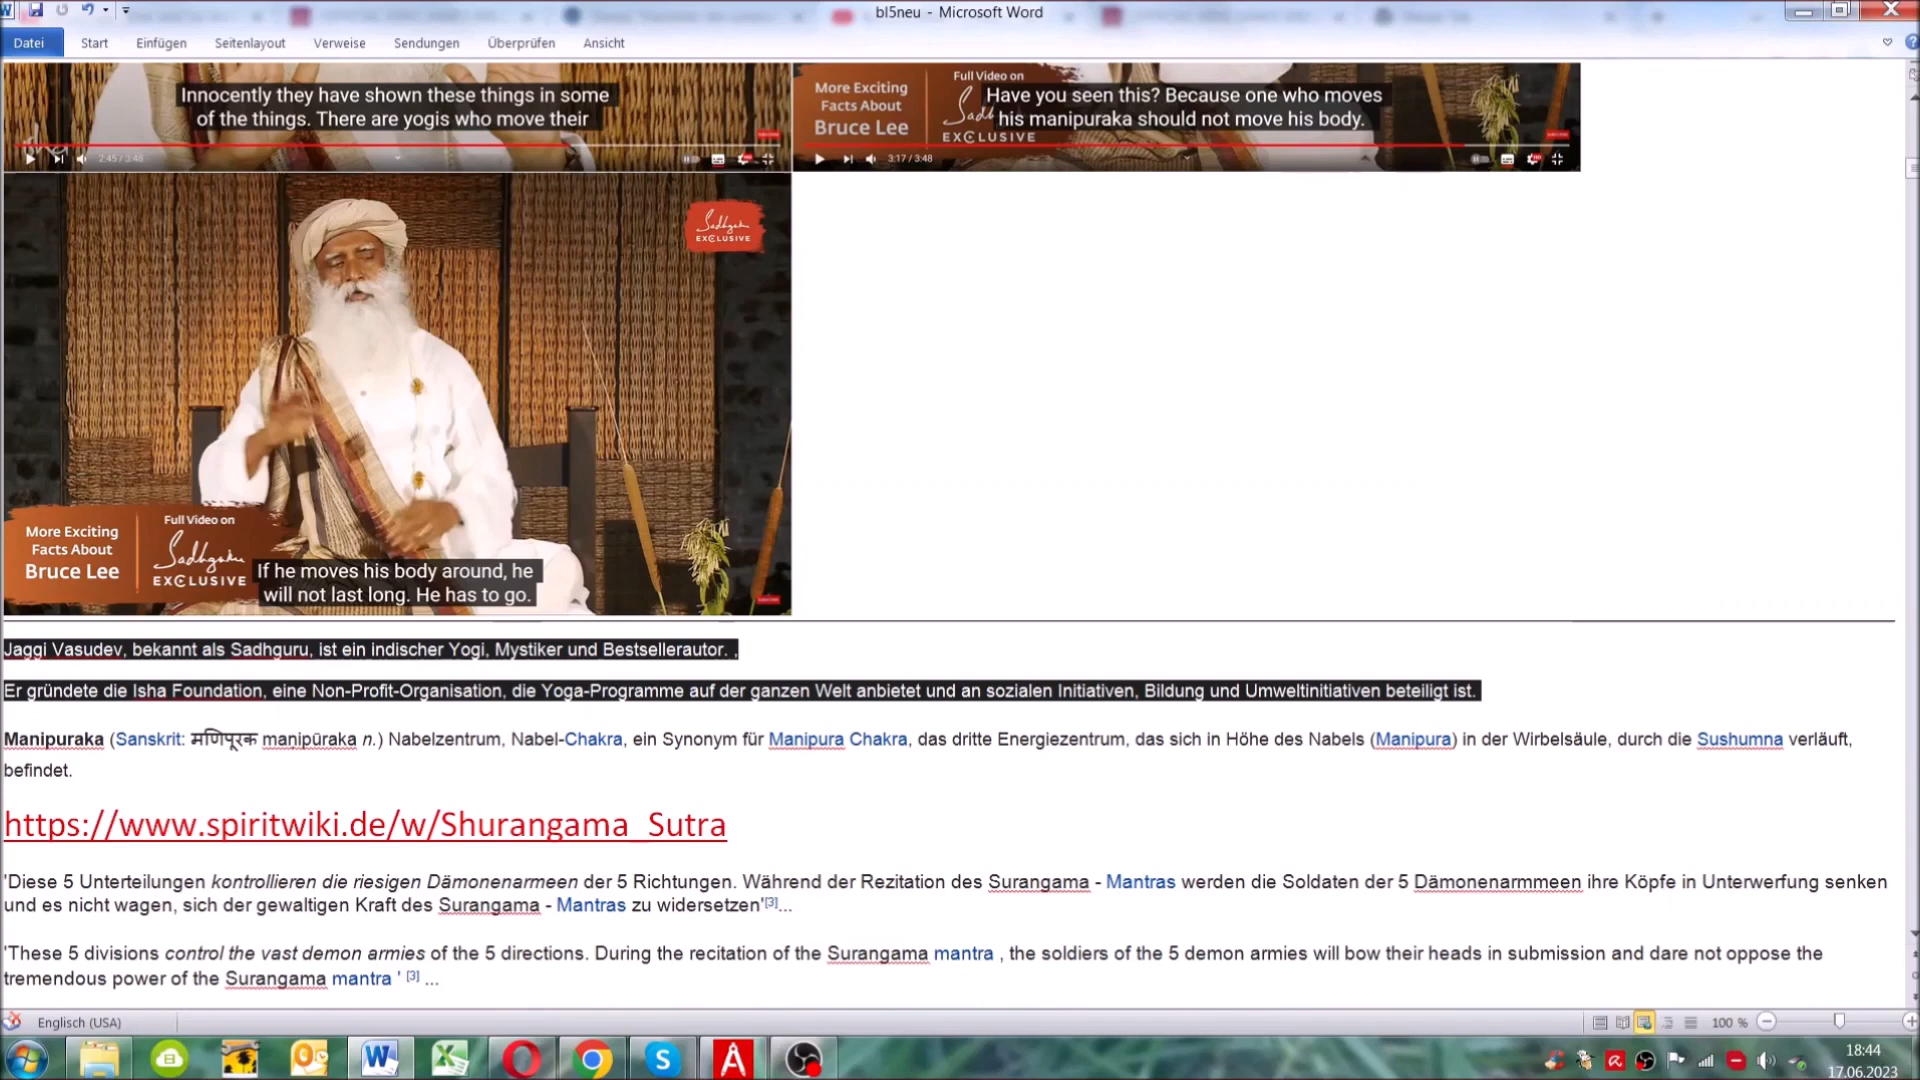 bl5neu - Microsoft Word
Datei Start Einfügen Seitenlayout Verweise Sendungen Überprüfen Ansicht
Innocently they have shown these things in some
of the things. There are yogis who move their
2:45 / 3:48
More Exciting
Facts About
Bruce Lee
Full Video on
EXCLUSIVE
Have you seen this? Because one who moves
his manipuraka should not move his body.
3:17 / 3:48
Sadhguru
EXCLUSIVE
More Exciting
Facts About
Bruce Lee
Full Video on
Sadhguru
EXCLUSIVE
If he moves his body around, he
will not last long. He has to go.
Jaggi Vasudev, bekannt als Sadhguru, ist ein indischer Yogi, Mystiker und Bestsellerautor. ,
Er gründete die Isha Foundation, eine Non-Profit-Organisation, die Yoga-Programme auf der ganzen Welt anbietet und an sozialen Initiativen, Bildung und Umweltinitiativen beteiligt ist.
Manipuraka (Sanskrit: मणिपूरक maṇipūraka n.) Nabelzentrum, Nabel-Chakra, ein Synonym für Manipura Chakra, das dritte Energiezentrum, das sich in Höhe des Nabels (Manipura) in der Wirbelsäule, durch die Sushumna verläuft,
befindet.
https://www.spiritwiki.de/w/Shurangama_Sutra
'Diese 5 Unterteilungen kontrollieren die riesigen Dämonenarmeen der 5 Richtungen. Während der Rezitation des Surangama - Mantras werden die Soldaten der 5 Dämonenarmmeen ihre Köpfe in Unterwerfung senken
und es nicht wagen, sich der gewaltigen Kraft des Surangama - Mantras zu widersetzen'[3]...
'These 5 divisions control the vast demon armies of the 5 directions. During the recitation of the Surangama mantra , the soldiers of the 5 demon armies will bow their heads in submission and dare not oppose the
tremendous power of the Surangama mantra ' [3] ...
Englisch (USA)
100 %
18:44
17.06.2023